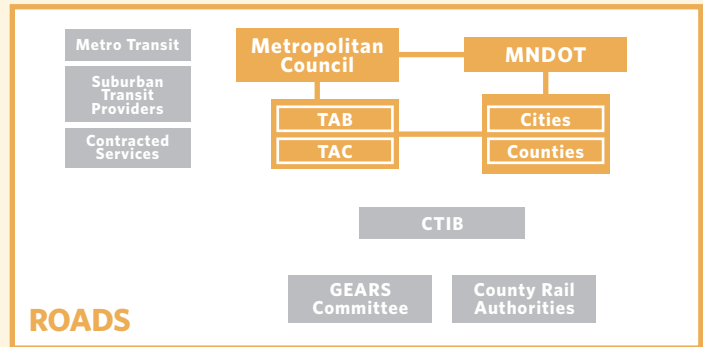 Metro Transit
Suburban
Transit
Providers
Contracted
Services
Metropolitan
Council
MNDOT
TAB
TAC
Cities
Counties
CTIB
GEARS
Committee
County Rail
Authorities
ROADS